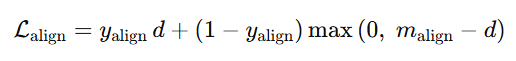 ℒ_align = y_align d + (1 − y_align) max (0, m_align − d)